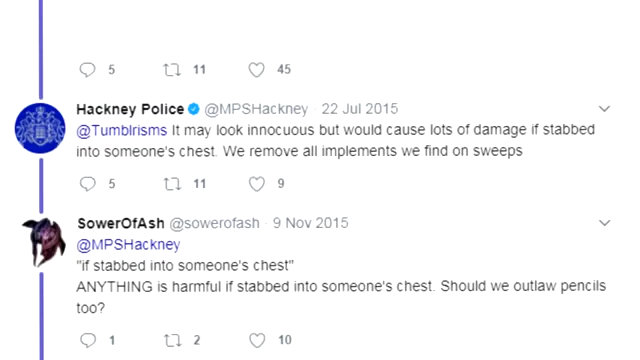 5 11 45
Hackney Police @MPSHackney · 22 Jul 2015
@Tumblrisms It may look innocuous but would cause lots of damage if stabbed
into someone's chest. We remove all implements we find on sweeps
5 11 9
SowerOfAsh @sowerofash · 9 Nov 2015
@MPSHackney
"if stabbed into someone's chest"
ANYTHING is harmful if stabbed into someone's chest. Should we outlaw pencils
too?
1 2 10